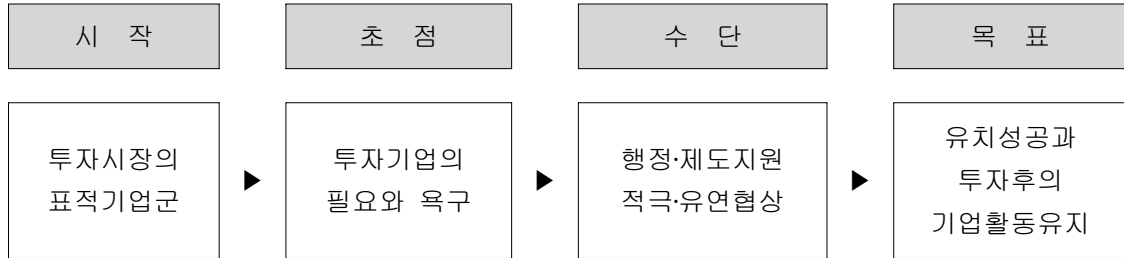 시 작
초 점
수 단
목 표
투자시장의
표적기업군
▶
투자기업의
필요와 욕구
▶
행정·제도지원
적극·유연협상
▶
유치성공과
투자후의
기업활동유지